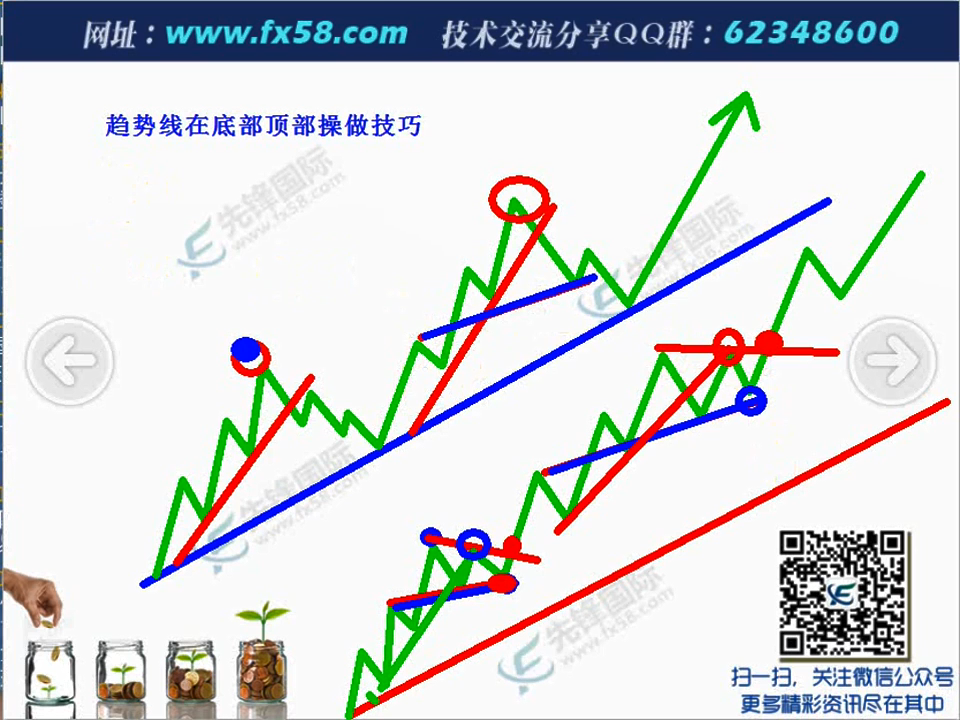 网址：www.fx58.com 技术交流分享QQ群：62348600
趋势线在底部顶部操做技巧
先锋国际
www.fx58.com
先锋国际
www.fx58.com
先锋国际
www.fx58.com
先锋国际
www.fx58.com
扫一扫，关注微信公众号
更多精彩资讯尽在其中